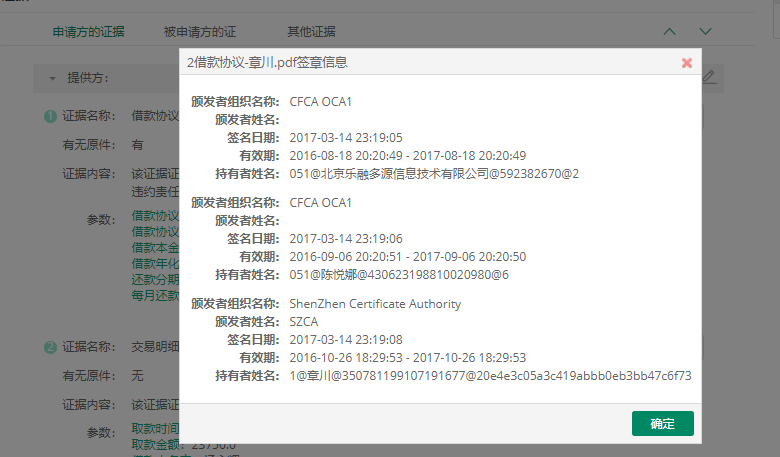 申请方的证据 被申请方的证 其他证据
2借款协议-章川.pdf签章信息
提供方:
颁发者组织名称: CFCA OCA1
颁发者姓名:
签名日期: 2017-03-14 23:19:05
有效期: 2016-08-18 20:20:49 - 2017-08-18 20:20:49
持有者姓名: 051@北京乐融多源信息技术有限公司@592382670@2
颁发者组织名称: CFCA OCA1
颁发者姓名:
签名日期: 2017-03-14 23:19:06
有效期: 2016-09-06 20:20:51 - 2017-09-06 20:20:50
持有者姓名: 051@陈悦娜@430623198810020980@6
颁发者组织名称: ShenZhen Certificate Authority
颁发者姓名: SZCA
签名日期: 2017-03-14 23:19:08
有效期: 2016-10-26 18:29:53 - 2017-10-26 18:29:53
持有者姓名: 1@章川@350781199107191677@20e4e3c05a3c419abbb0eb3bb47c6f73
确定
1 证据名称: 借款协议
有无原件: 有
证据内容: 该证据证
违约责任
参数: 借款协议
借款协议
借款本金
借款年化
还款分期
每月还款
2 证据名称: 交易明细
有无原件: 无
证据内容: 该证据证
参数: 取款时间
取款金额: 23750.0